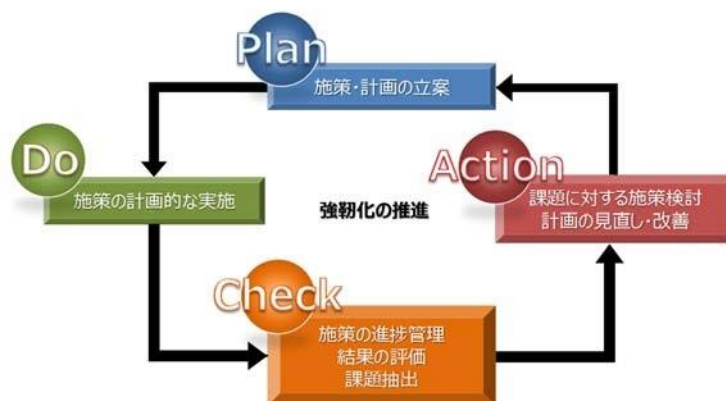 Plan
施策・計画の立案
Do
施策の計画的な実施
強靭化の推進
Action
課題に対する施策検討
計画の見直し・改善
Check
施策の進捗管理
結果の評価
課題抽出